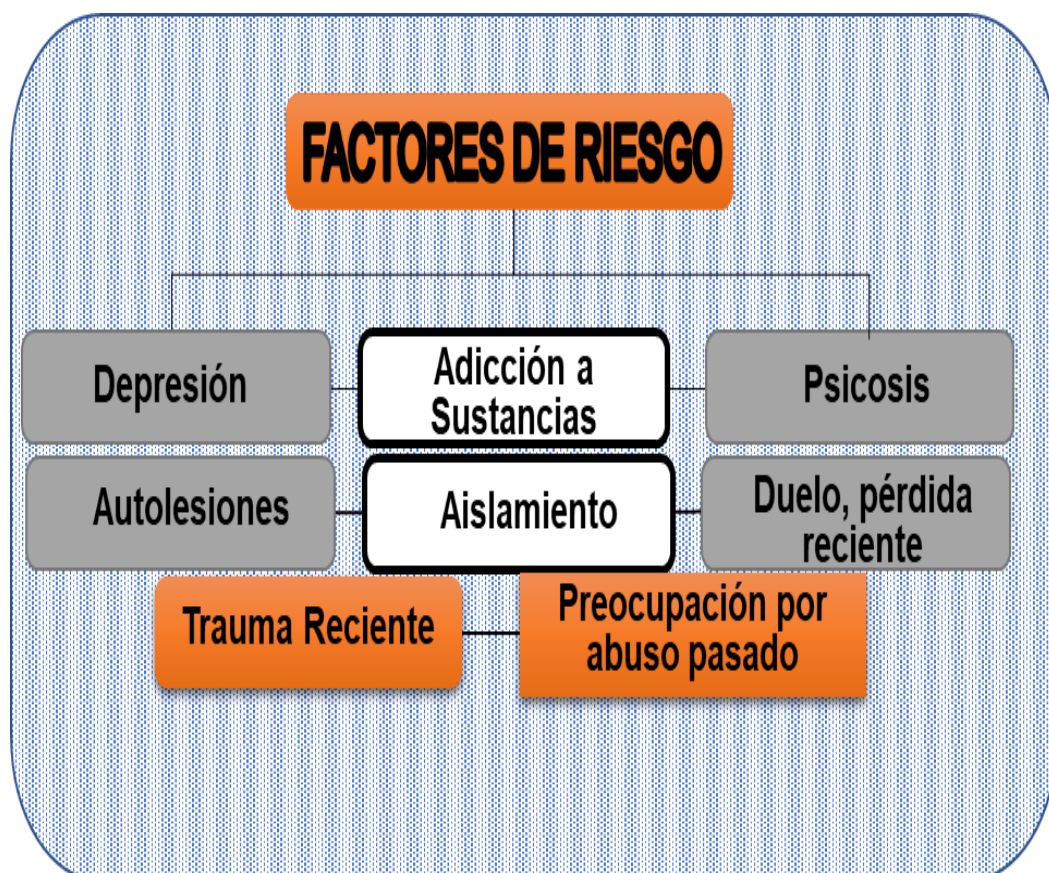 FACTORES DE RIESGO
Depresión
Adicción a
Sustancias
Psicosis
Autolesiones
Aislamiento
Duelo, pérdida
reciente
Trauma Reciente
Preocupación por
abuso pasado